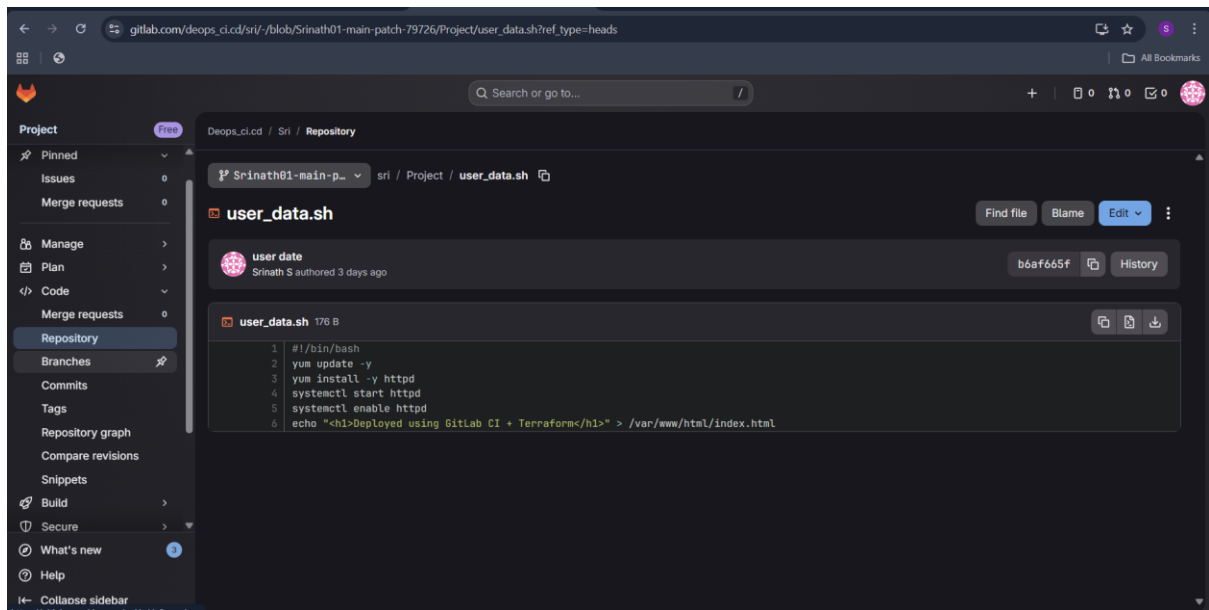 gitlab.com/deops_ci.cd/sri/-/blob/Srinath01-main-patch-79726/Project/user_data.sh?ref_type=heads
S
All Bookmarks
Search or go to...
/
0
0
0
Project
Free
Deops_ci.cd / Sri / Repository
Pinned
Issues
0
Merge requests
0
Manage
Plan
Code
Merge requests
0
Repository
Branches
Commits
Tags
Repository graph
Compare revisions
Snippets
Build
Secure
What's new
3
Help
Collapse sidebar
Srinath01-main-p…
sri / Project / user_data.sh
user_data.sh
Find file
Blame
Edit
user date
Srinath S authored 3 days ago
b6af665f
History
user_data.sh 176 B
1 #!/bin/bash
2 yum update -y
3 yum install -y httpd
4 systemctl start httpd
5 systemctl enable httpd
6 echo "<h1>Deployed using GitLab CI + Terraform</h1>" > /var/www/html/index.html